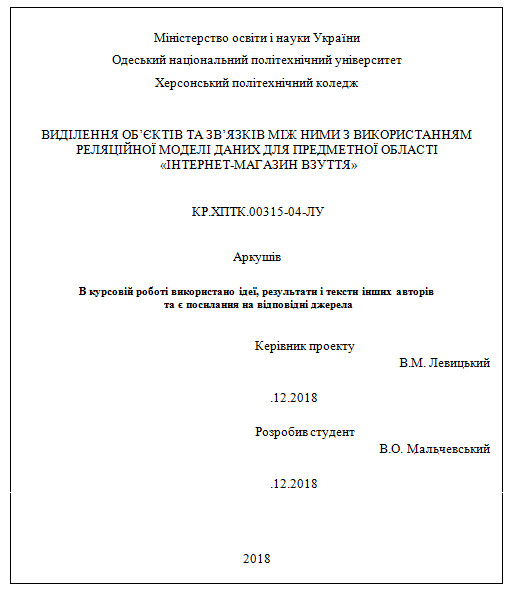 Міністерство освіти і науки України
Одеський національний політехнічний університет
Херсонський політехнічний коледж
ВИДІЛЕННЯ ОБ’ЄКТІВ ТА ЗВ’ЯЗКІВ МІЖ НИМИ З ВИКОРИСТАННЯМ
РЕЛЯЦІЙНОЇ МОДЕЛІ ДАНИХ ДЛЯ ПРЕДМЕТНОЇ ОБЛАСТІ
«ІНТЕРНЕТ-МАГАЗИН ВЗУТТЯ»
КР.ХПТК.00315-04-ЛУ
Аркушів
В курсовій роботі використано ідеї, результати і тексти інших авторів
та є посилання на відповідні джерела
Керівник проекту
В.М. Левицький
.12.2018
Розробив студент
В.О. Мальчевський
.12.2018
2018